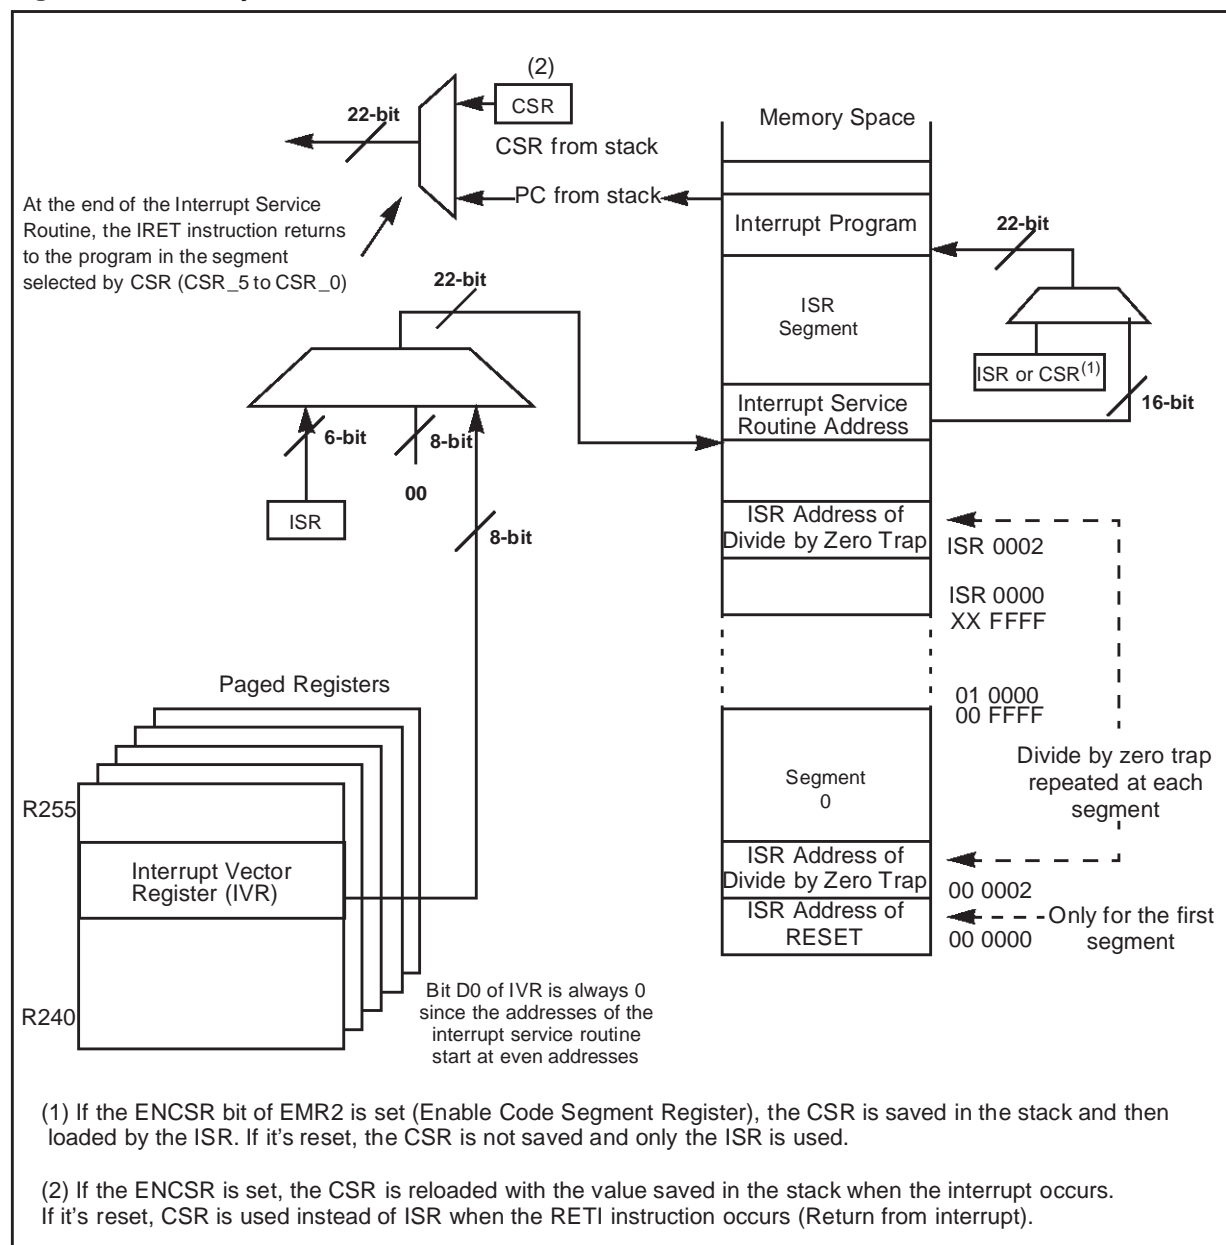 (2)
CSR
22-bit
Memory Space
CSR from stack
PC from stack
At the end of the Interrupt Service
Routine, the IRET instruction returns
to the program in the segment
selected by CSR (CSR_5 to CSR_0)
Interrupt Program
22-bit
22-bit
ISR
Segment
ISR or CSR(1)
Interrupt Service
Routine Address
16-bit
6-bit
8-bit
00
ISR
8-bit
ISR Address of
Divide by Zero Trap
ISR 0002
ISR 0000
XX FFFF
Paged Registers
01 0000
00 FFFF
Divide by zero trap
repeated at each
segment
Segment
0
R255
Interrupt Vector
Register (IVR)
ISR Address of
Divide by Zero Trap
00 0002
ISR Address of
RESET
00 0000
Only for the first
segment
R240
Bit D0 of IVR is always 0
since the addresses of the
interrupt service routine
start at even addresses
(1) If the ENCSR bit of EMR2 is set (Enable Code Segment Register), the CSR is saved in the stack and then
loaded by the ISR. If it's reset, the CSR is not saved and only the ISR is used.
(2) If the ENCSR is set, the CSR is reloaded with the value saved in the stack when the interrupt occurs.
If it's reset, CSR is used instead of ISR when the RETI instruction occurs (Return from interrupt).